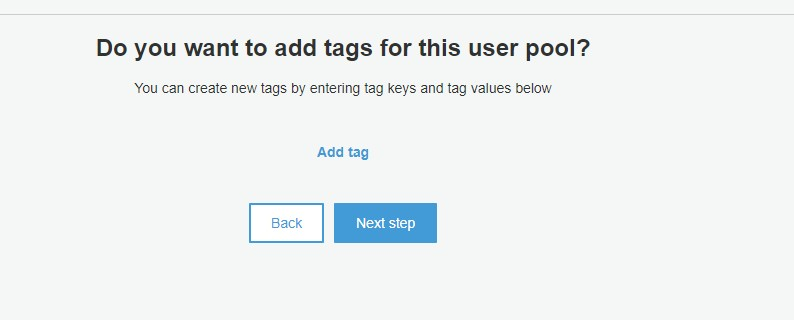 Do you want to add tags for this user pool?
You can create new tags by entering tag keys and tag values below
Add tag
Back
Next step